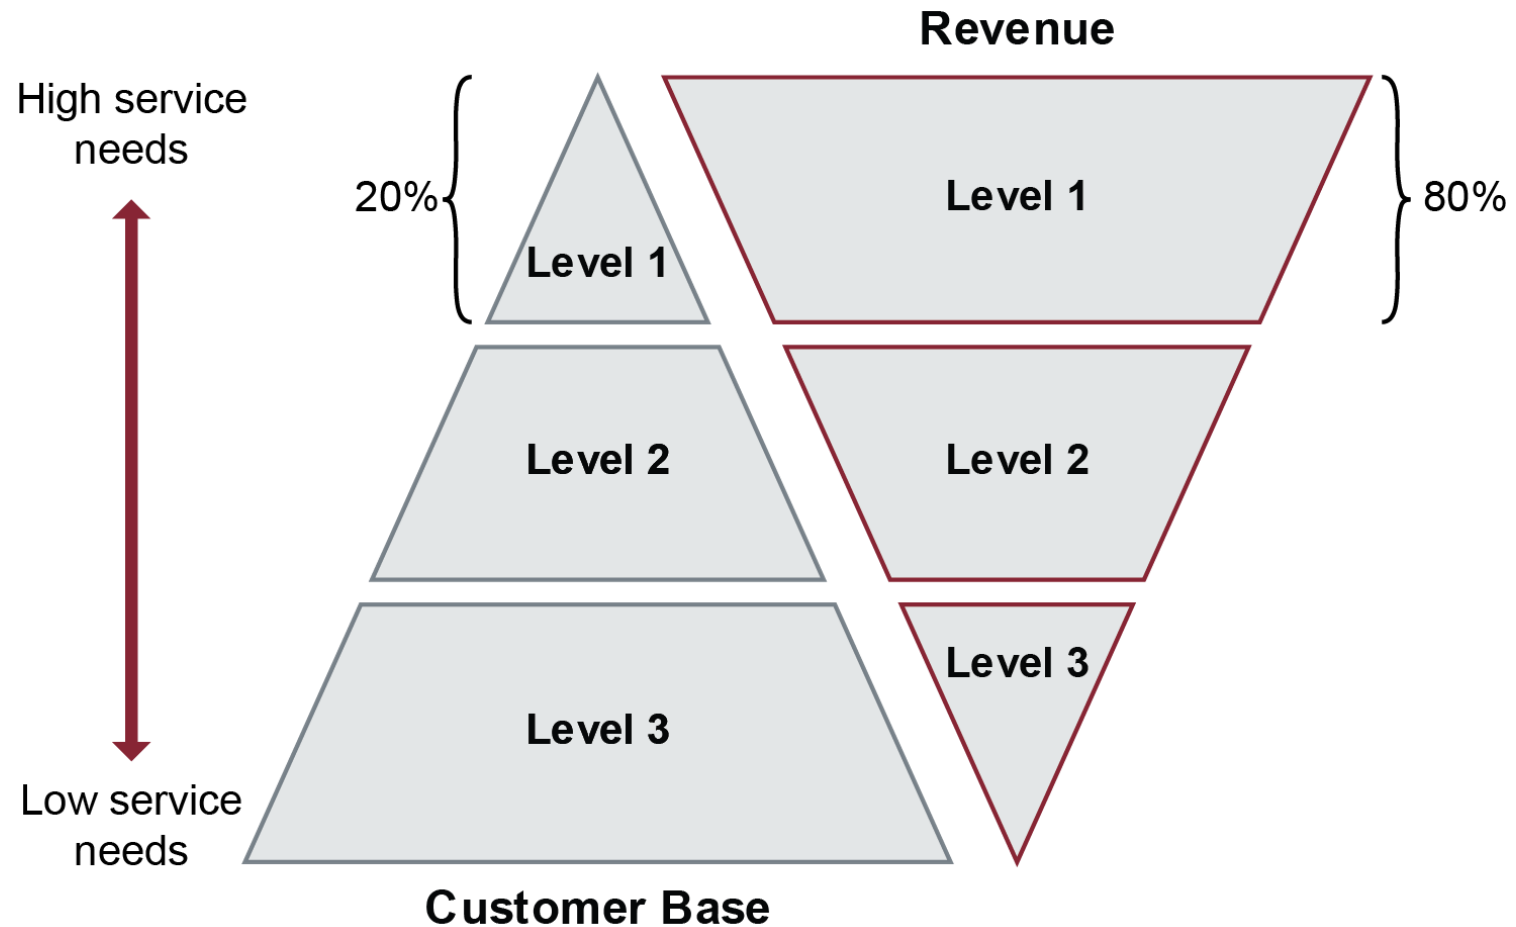 Revenue
High service
needs
20%
Level 1
Level 1
80%
Level 2
Level 2
Level 3
Level 3
Low service
needs
Customer Base